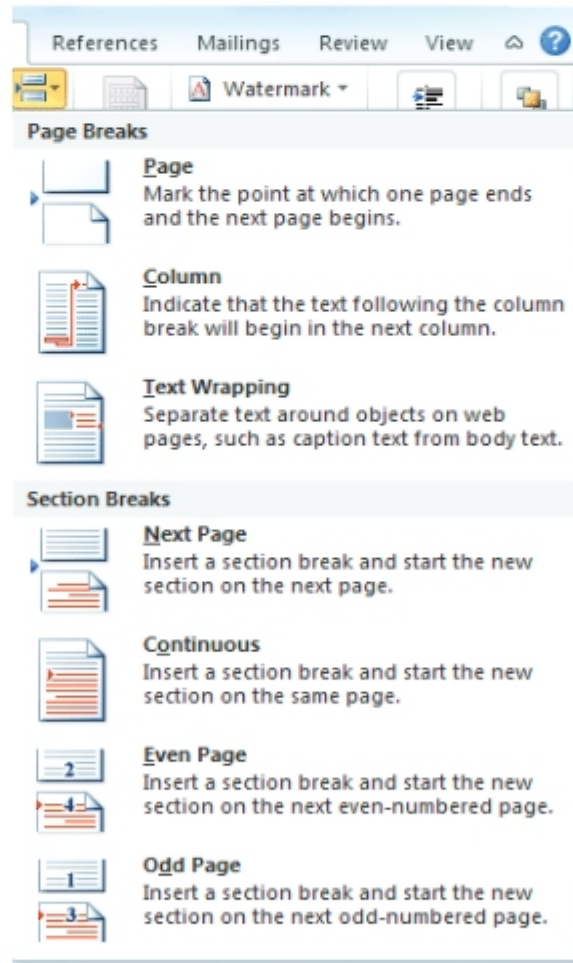 References Mailings Review View
Watermark
Page Breaks
Page
Mark the point at which one page ends
and the next page begins.
Column
Indicate that the text following the column
break will begin in the next column.
Text Wrapping
Separate text around objects on web
pages, such as caption text from body text.
Section Breaks
Next Page
Insert a section break and start the new
section on the next page.
Continuous
Insert a section break and start the new
section on the same page.
2
Even Page
Insert a section break and start the new
4
section on the next even-numbered page.
1
Odd Page
Insert a section break and start the new
3
section on the next odd-numbered page.